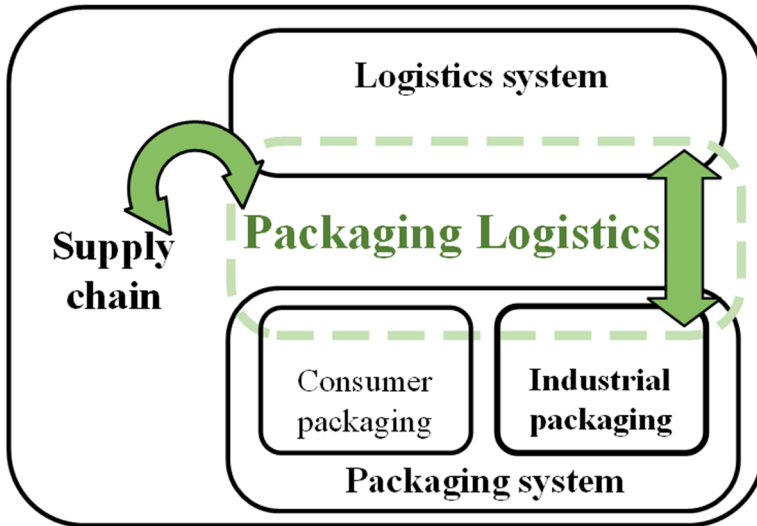 Logistics system
Packaging Logistics
Supply
chain
Consumer
packaging
Industrial
packaging
Packaging system